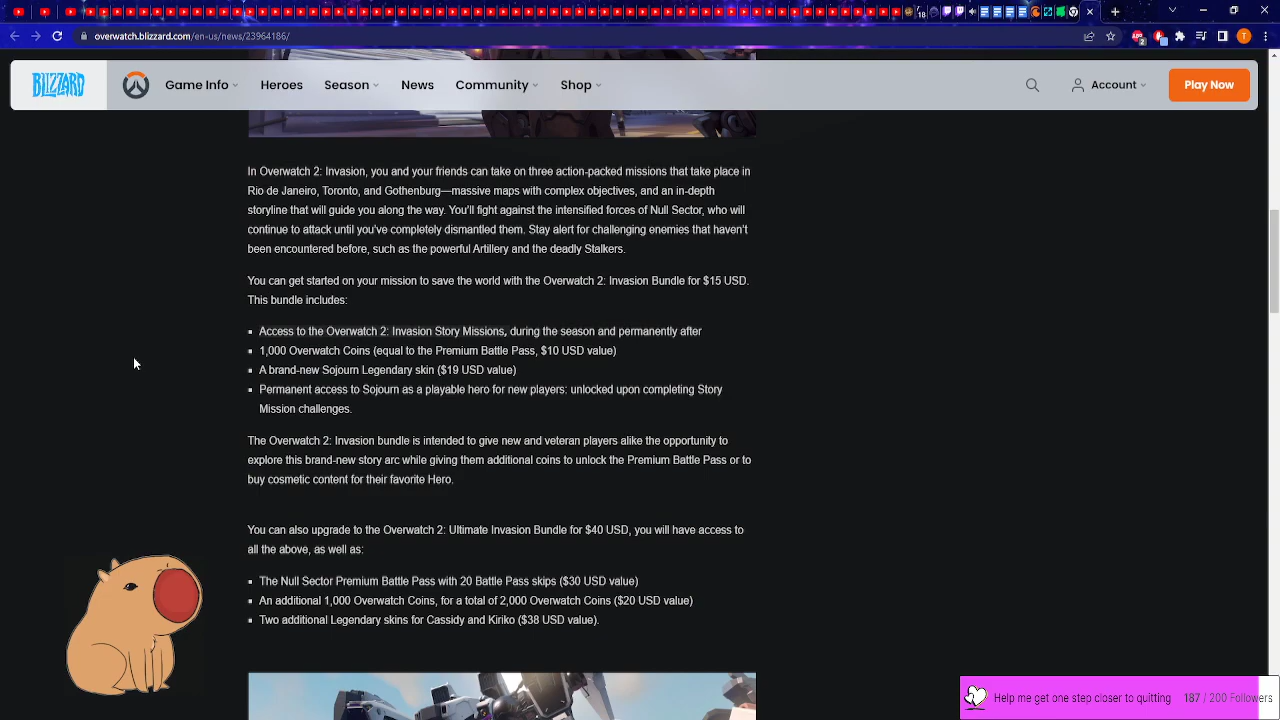 18
2
overwatch.blizzard.com/en-us/news/23964186/
T
BLIZZARD
Game Info
Heroes
Season
News
Community
Shop
Account
Play Now
In Overwatch 2: Invasion, you and your friends can take on three action-packed missions that take place in
Rio de Janeiro, Toronto, and Gothenburg—massive maps with complex objectives, and an in-depth
storyline that will guide you along the way. You'll fight against the intensified forces of Null Sector, who will
continue to attack until you've completely dismantled them. Stay alert for challenging enemies that haven't
been encountered before, such as the powerful Artillery and the deadly Stalkers.
You can get started on your mission to save the world with the Overwatch 2: Invasion Bundle for $15 USD.
This bundle includes:
Access to the Overwatch 2: Invasion Story Missions, during the season and permanently after
1,000 Overwatch Coins (equal to the Premium Battle Pass, $10 USD value)
A brand-new Sojourn Legendary skin ($19 USD value)
Permanent access to Sojourn as a playable hero for new players: unlocked upon completing Story
Mission challenges.
The Overwatch 2: Invasion bundle is intended to give new and veteran players alike the opportunity to
explore this brand-new story arc while giving them additional coins to unlock the Premium Battle Pass or to
buy cosmetic content for their favorite Hero.
You can also upgrade to the Overwatch 2: Ultimate Invasion Bundle for $40 USD, you will have access to
all the above, as well as:
The Null Sector Premium Battle Pass with 20 Battle Pass skips ($30 USD value)
An additional 1,000 Overwatch Coins, for a total of 2,000 Overwatch Coins ($20 USD value)
Two additional Legendary skins for Cassidy and Kiriko ($38 USD value).
Help me get one step closer to quitting 187 / 200 Followers